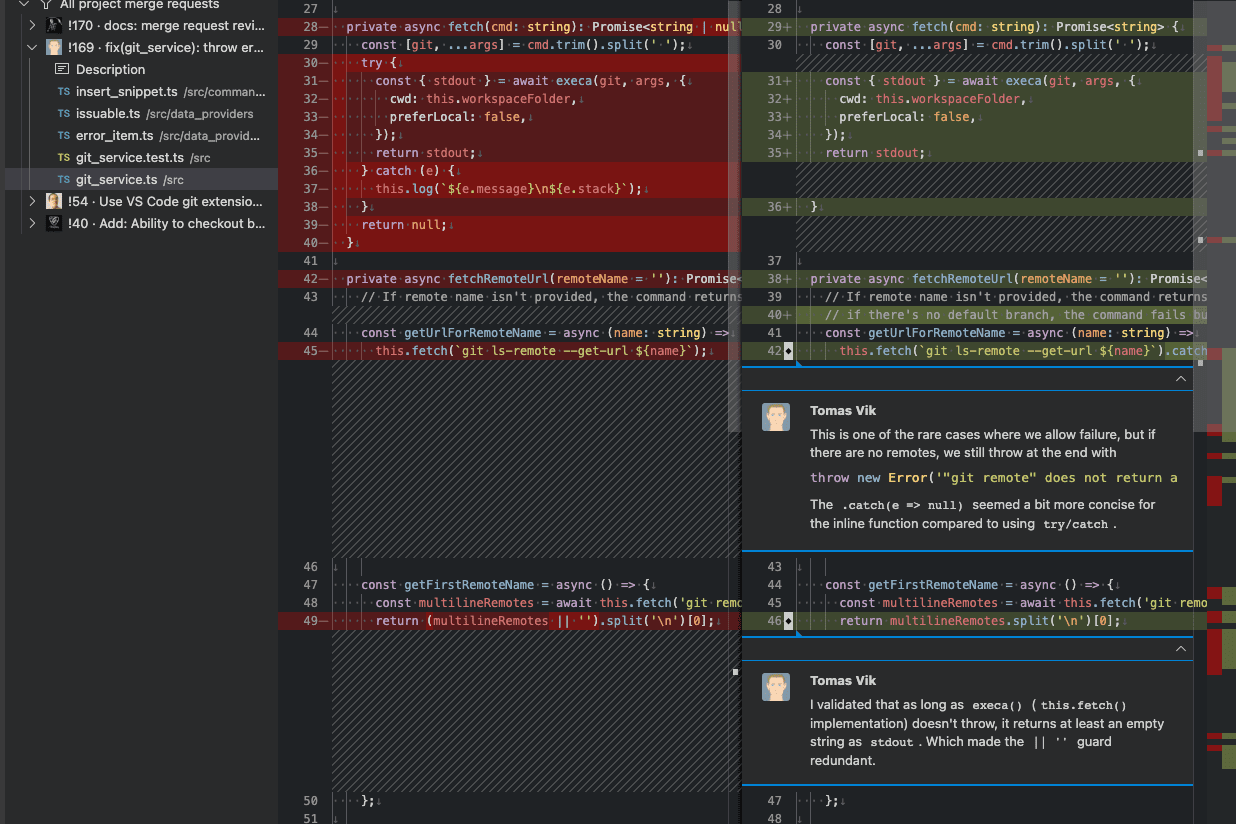 All project merge requests
!170 · docs: merge request revi...
!169 · fix(git_service): throw er...
Description
TS insert_snippet.ts /src/comman...
TS issuable.ts /src/data_providers
TS error_item.ts /src/data_provid...
TS git_service.test.ts /src
TS git_service.ts /src
!54 · Use VS Code git extensio...
!40 · Add: Ability to checkout b...
27
28— private async fetch(cmd: string): Promise<string | null
29 const [git, ...args] = cmd.trim().split(' ');
30— try {
31— const { stdout } = await execa(git, args, {
32— cwd: this.workspaceFolder,
33— preferLocal: false,
34— });
35— return stdout;
36— } catch (e) {
37— this.log(`${e.message}\n${e.stack}`);
38— }
39— return null;
40— }
41
42— private async fetchRemoteUrl(remoteName = ''): Promise<
43 // If remote name isn't provided, the command returns
44 const getUrlForRemoteName = async (name: string) =>
45— this.fetch(`git ls-remote --get-url ${name}`);
46
47 const getFirstRemoteName = async () => {
48 const multilineRemotes = await this.fetch('git remo
49— return (multilineRemotes || '').split('\n')[0];
50 };
51
28
29+ private async fetch(cmd: string): Promise<string> {
30 const [git, ...args] = cmd.trim().split(' ');
31+ const { stdout } = await execa(git, args, {
32+ cwd: this.workspaceFolder,
33+ preferLocal: false,
34+ });
35+ return stdout;
36+ }
37
38+ private async fetchRemoteUrl(remoteName = ''): Promise<
39 // If remote name isn't provided, the command returns
40+ // if there's no default branch, the command fails bu
41 const getUrlForRemoteName = async (name: string) =>
42 this.fetch(`git ls-remote --get-url ${name}`).catch
Tomas Vik
This is one of the rare cases where we allow failure, but if
there are no remotes, we still throw at the end with
throw new Error('"git remote" does not return a
The .catch(e => null) seemed a bit more concise for
the inline function compared to using try/catch .
43
44 const getFirstRemoteName = async () => {
45 const multilineRemotes = await this.fetch('git remo
46 return multilineRemotes.split('\n')[0];
Tomas Vik
I validated that as long as execa() ( this.fetch()
implementation) doesn't throw, it returns at least an empty
string as stdout . Which made the || '' guard
redundant.
47 };
48